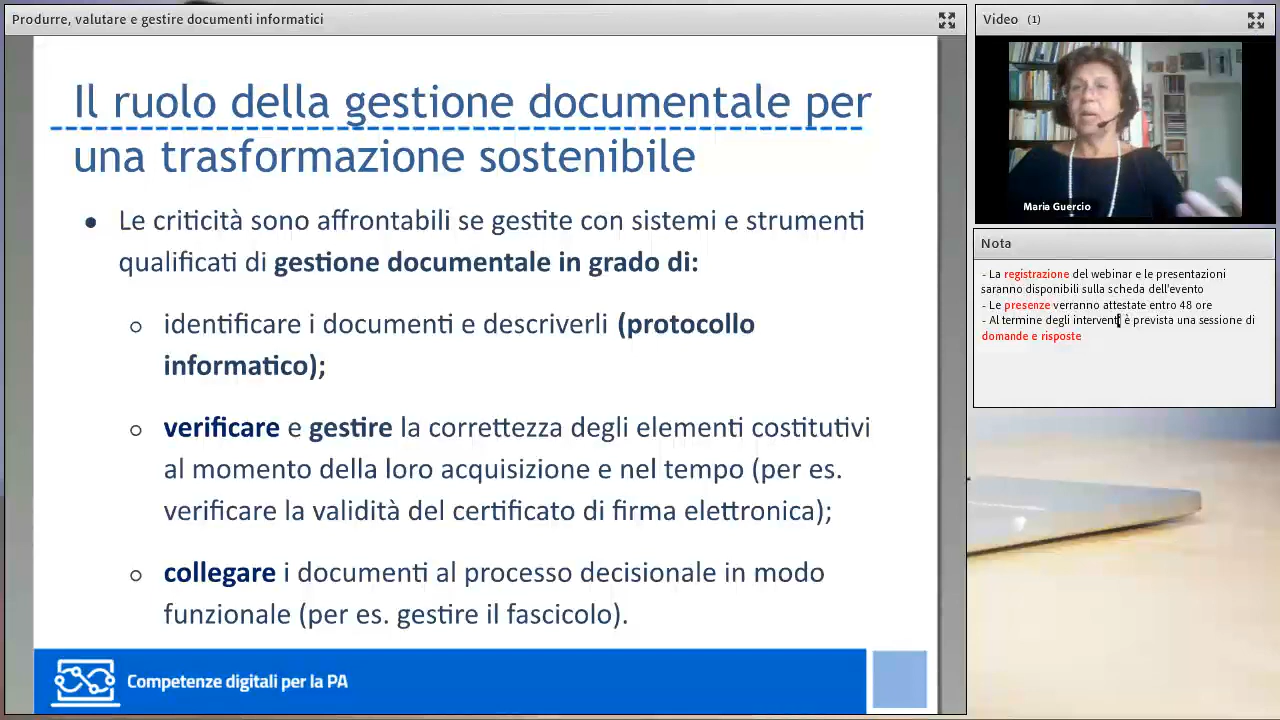 Produrre, valutare e gestire documenti informatici
Il ruolo della gestione documentale per
una trasformazione sostenibile
● Le criticità sono affrontabili se gestite con sistemi e strumenti
qualificati di gestione documentale in grado di:
○ identificare i documenti e descriverli (protocollo
informatico);
○ verificare e gestire la correttezza degli elementi costitutivi
al momento della loro acquisizione e nel tempo (per es.
verificare la validità del certificato di firma elettronica);
○ collegare i documenti al processo decisionale in modo
funzionale (per es. gestire il fascicolo).
Competenze digitali per la PA
Video (1)
Maria Guercio
Nota
- La registrazione del webinar e le presentazioni
saranno disponibili sulla scheda dell'evento
- Le presenze verranno attestate entro 48 ore
- Al termine degli interventi è prevista una sessione di
domande e risposte